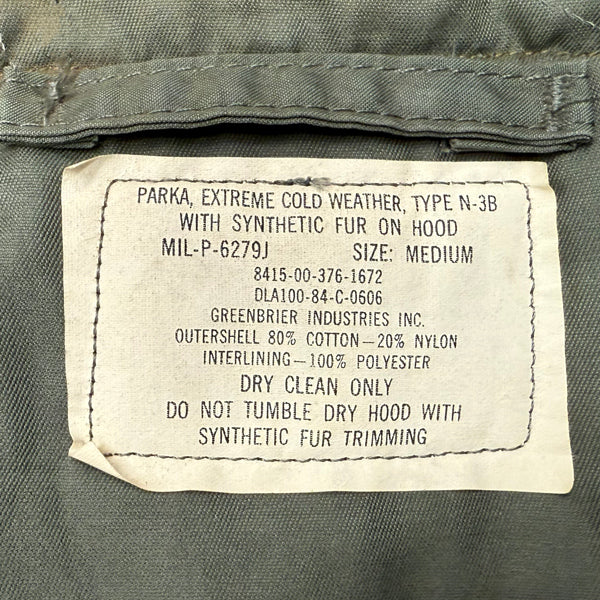 PARKA, EXTREME COLD WEATHER, TYPE N-3B
WITH SYNTHETIC FUR ON HOOD
MIL-P-6279J SIZE: MEDIUM
8415-00-376-1672
DLA100-84-C-0606
GREENBRIER INDUSTRIES INC.
OUTERSHELL 80% COTTON—20% NYLON
INTERLINING—100% POLYESTER
DRY CLEAN ONLY
DO NOT TUMBLE DRY HOOD WITH
SYNTHETIC FUR TRIMMING